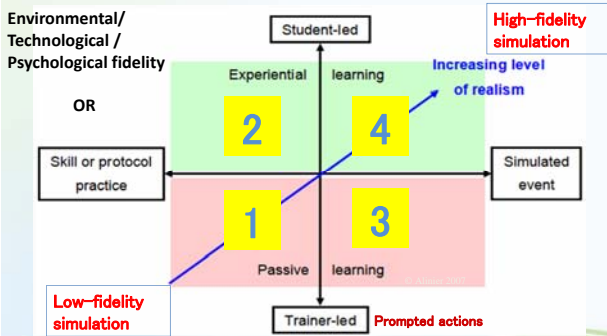 Environmental/
Technological /
Psychological fidelity
OR
Student-led
High-fidelity
simulation
Experiential learning
Increasing level
of realism
2
4
Skill or protocol
practice
Simulated
event
1
3
Passive learning
Low-fidelity
simulation
Trainer-led
Prompted actions